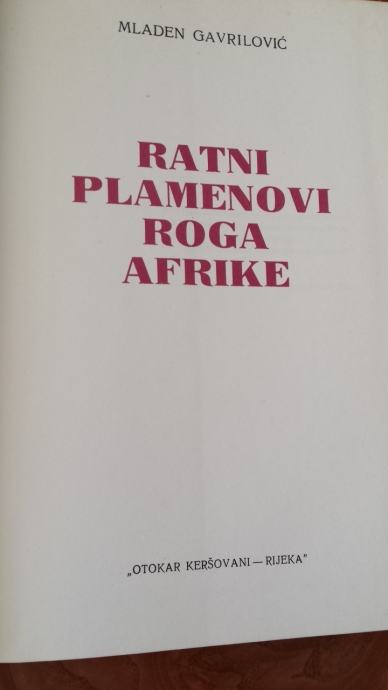 MLADEN GAVRILOVIĆ
RATNI
PLAMENOVI
ROGA
AFRIKE
„OTOKAR KERŠOVANI — RIJEKA"